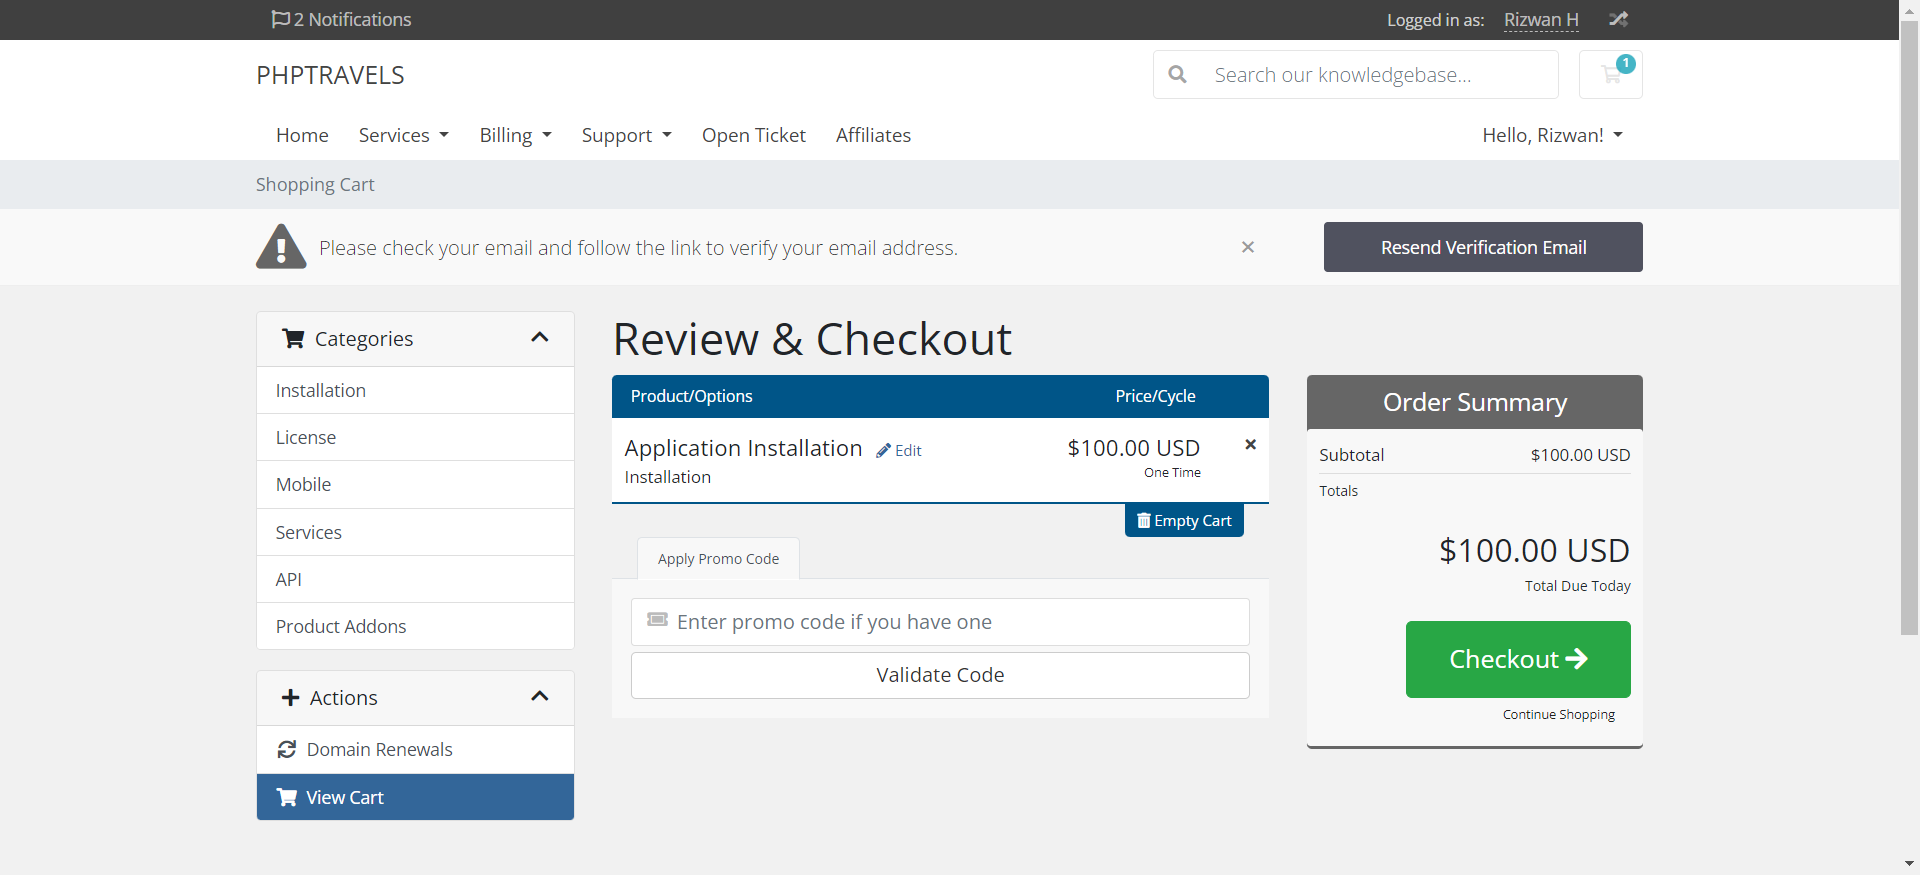 2 Notifications
Logged in as: Rizwan H
PHPTRAVELS
Search our knowledgebase...
1
Home Services Billing Support Open Ticket Affiliates
Hello, Rizwan!
Shopping Cart
Please check your email and follow the link to verify your email address.
×
Resend Verification Email
Categories
Installation
License
Mobile
Services
API
Product Addons
Actions
Domain Renewals
View Cart
Review & Checkout
Product/Options Price/Cycle
Application Installation Edit $100.00 USD
Installation One Time
Empty Cart
Apply Promo Code
Enter promo code if you have one
Validate Code
Order Summary
Subtotal $100.00 USD
Totals
$100.00 USD
Total Due Today
Checkout
Continue Shopping